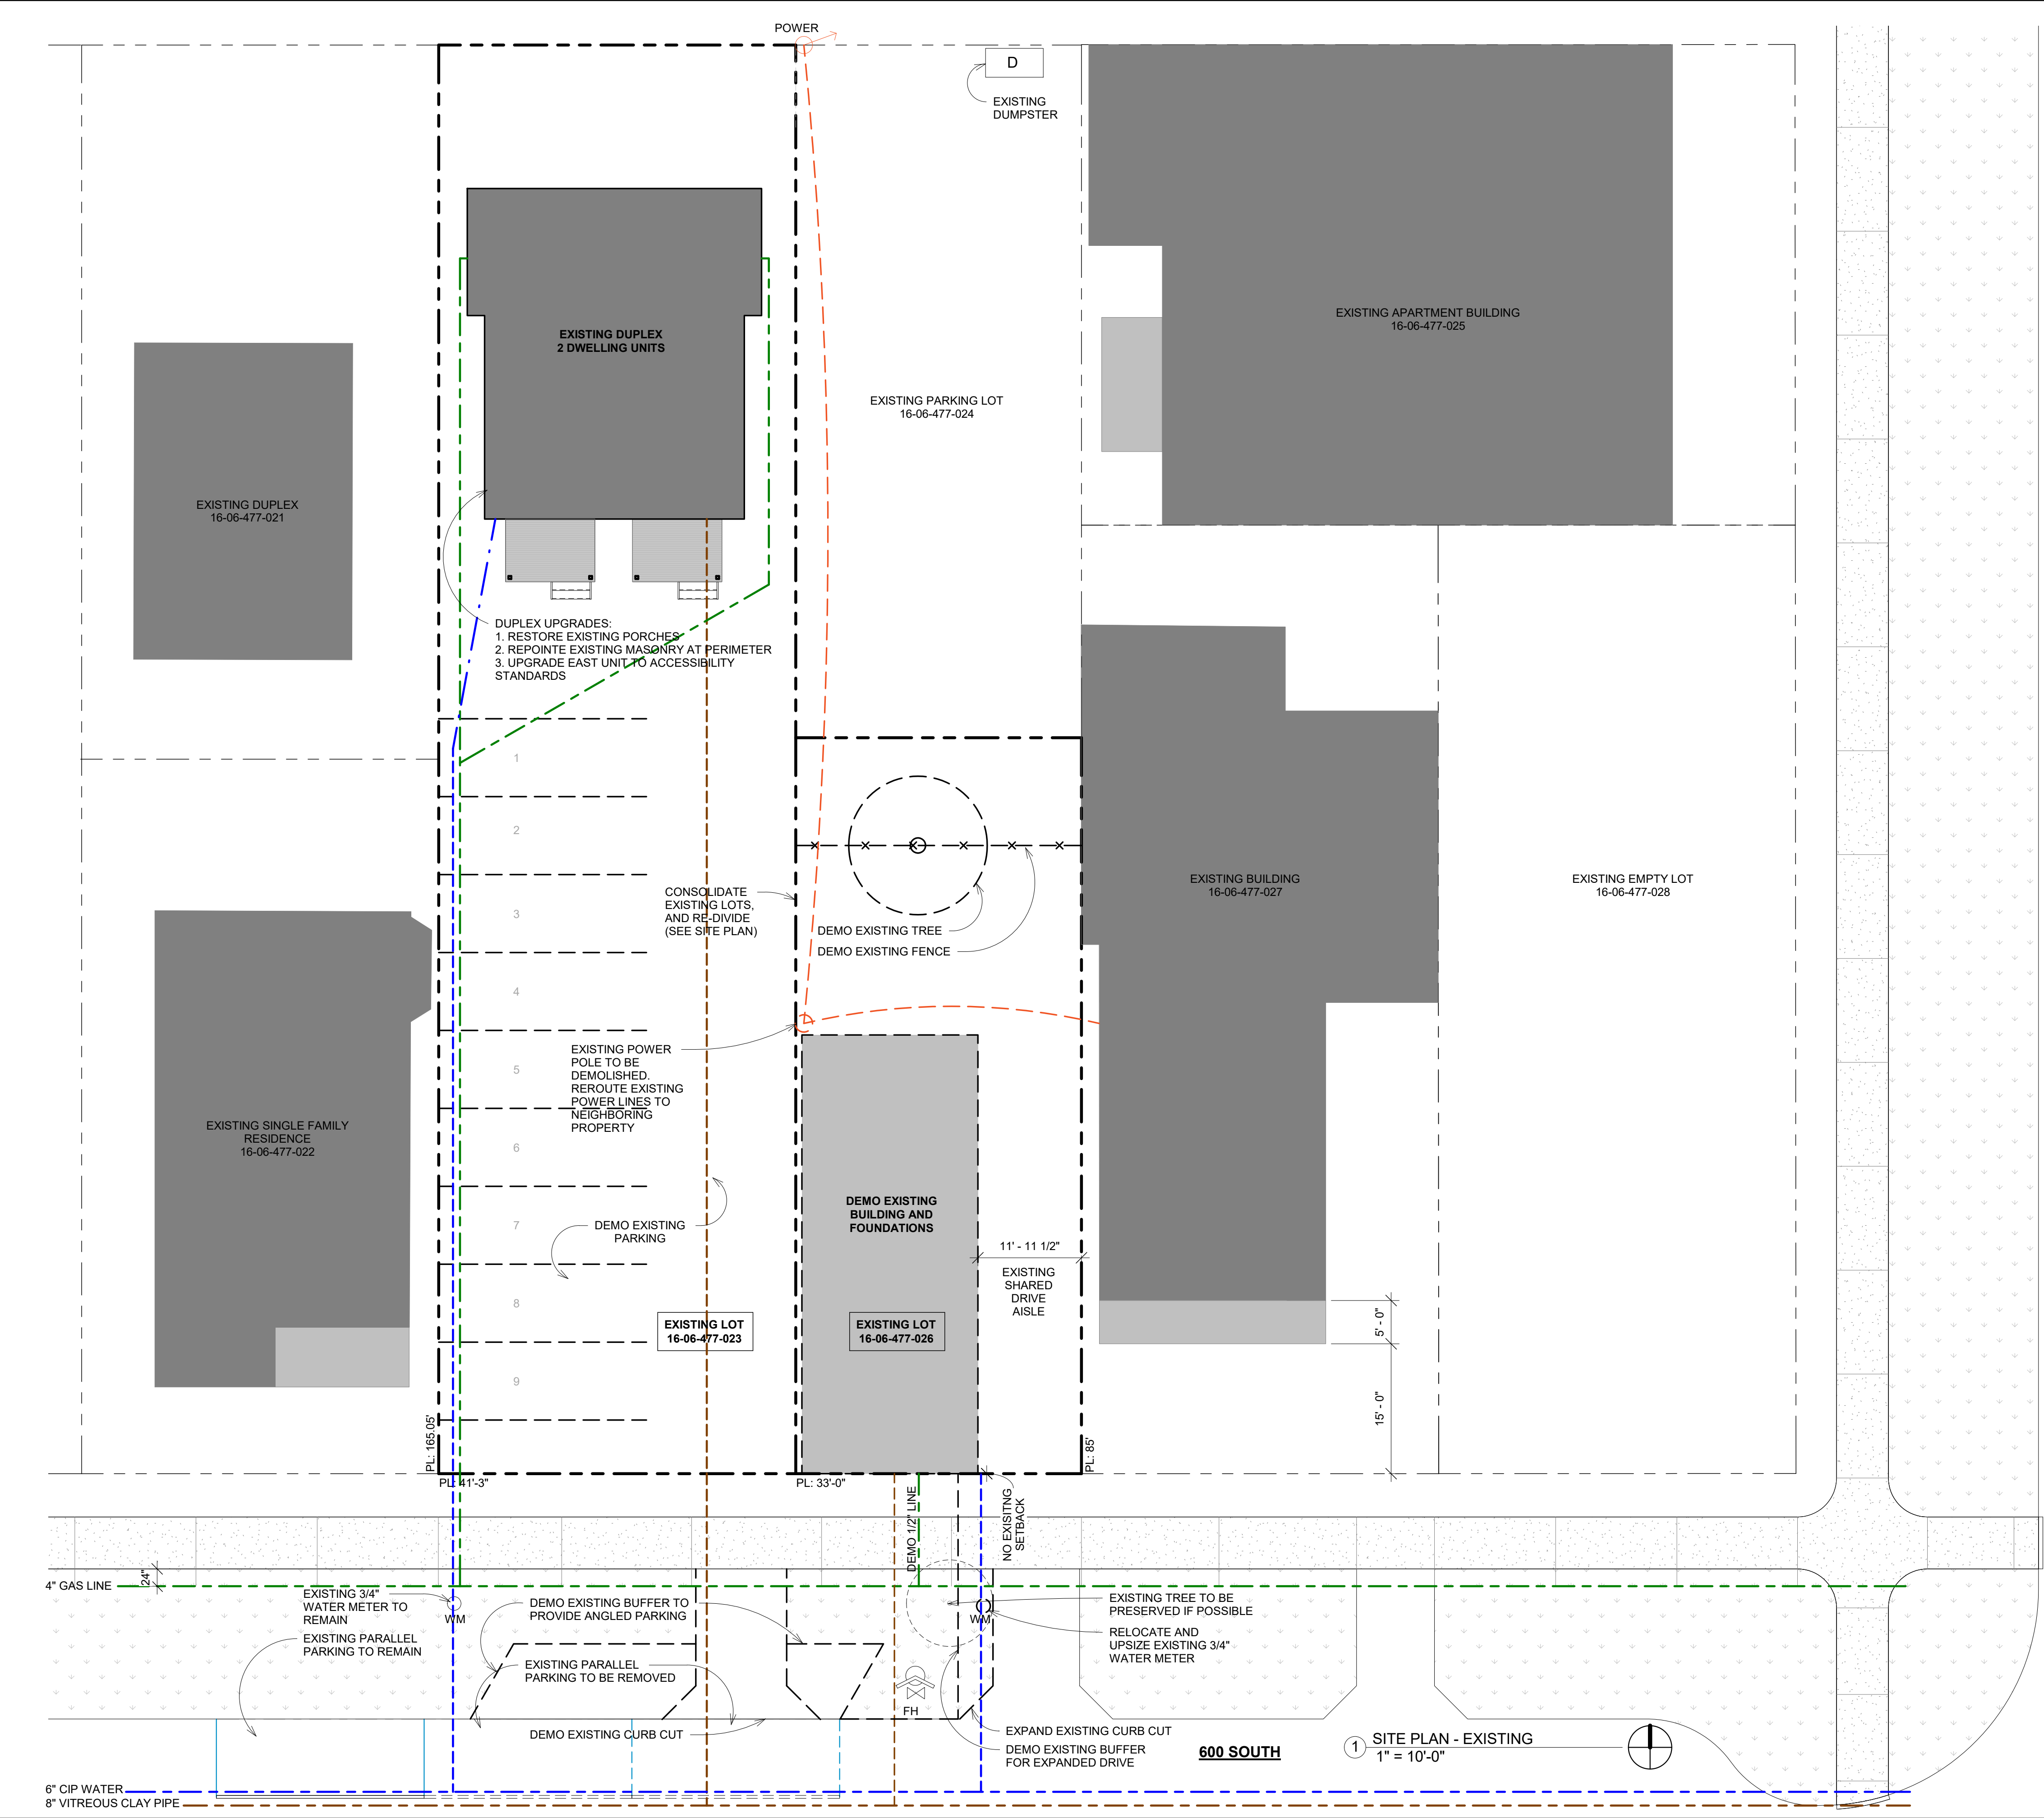 POWER
D
EXISTING
DUMPSTER
EXISTING APARTMENT BUILDING
16-06-477-025
EXISTING DUPLEX
2 DWELLING UNITS
EXISTING PARKING LOT
16-06-477-024
EXISTING DUPLEX
16-06-477-021
DUPLEX UPGRADES:
1. RESTORE EXISTING PORCHES
2. REPOINTE EXISTING MASONRY AT PERIMETER
3. UPGRADE EAST UNIT TO ACCESSIBILITY
STANDARDS
1
2
3
4
5
6
7
8
9
CONSOLIDATE
EXISTING LOTS,
AND RE-DIVIDE
(SEE SITE PLAN)
DEMO EXISTING TREE
DEMO EXISTING FENCE
EXISTING BUILDING
16-06-477-027
EXISTING EMPTY LOT
16-06-477-028
EXISTING POWER
POLE TO BE
DEMOLISHED.
REROUTE EXISTING
POWER LINES TO
NEIGHBORING
PROPERTY
EXISTING SINGLE FAMILY
RESIDENCE
16-06-477-022
DEMO EXISTING
BUILDING AND
FOUNDATIONS
DEMO EXISTING
PARKING
11' - 11 1/2"
EXISTING
SHARED
DRIVE
AISLE
EXISTING LOT
16-06-477-023
EXISTING LOT
16-06-477-026
5' - 0"
15' - 0"
PL: 165.05'
PL: 41'-3"
PL: 33'-0"
PL: 85'
DEMO 1/2" LINE
NO EXISITNG
SETBACK
24"
4" GAS LINE
EXISTING 3/4"
WATER METER TO
REMAIN
WM
EXISTING PARALLEL
PARKING TO REMAIN
DEMO EXISTING BUFFER TO
PROVIDE ANGLED PARKING
EXISTING PARALLEL
PARKING TO BE REMOVED
DEMO EXISTING CURB CUT
WM
FH
EXISTING TREE TO BE
PRESERVED IF POSSIBLE
RELOCATE AND
UPSIZE EXISTING 3/4"
WATER METER
EXPAND EXISTING CURB CUT
DEMO EXISTING BUFFER
FOR EXPANDED DRIVE
600 SOUTH
1
SITE PLAN - EXISTING
1" = 10'-0"
6" CIP WATER
8" VITREOUS CLAY PIPE